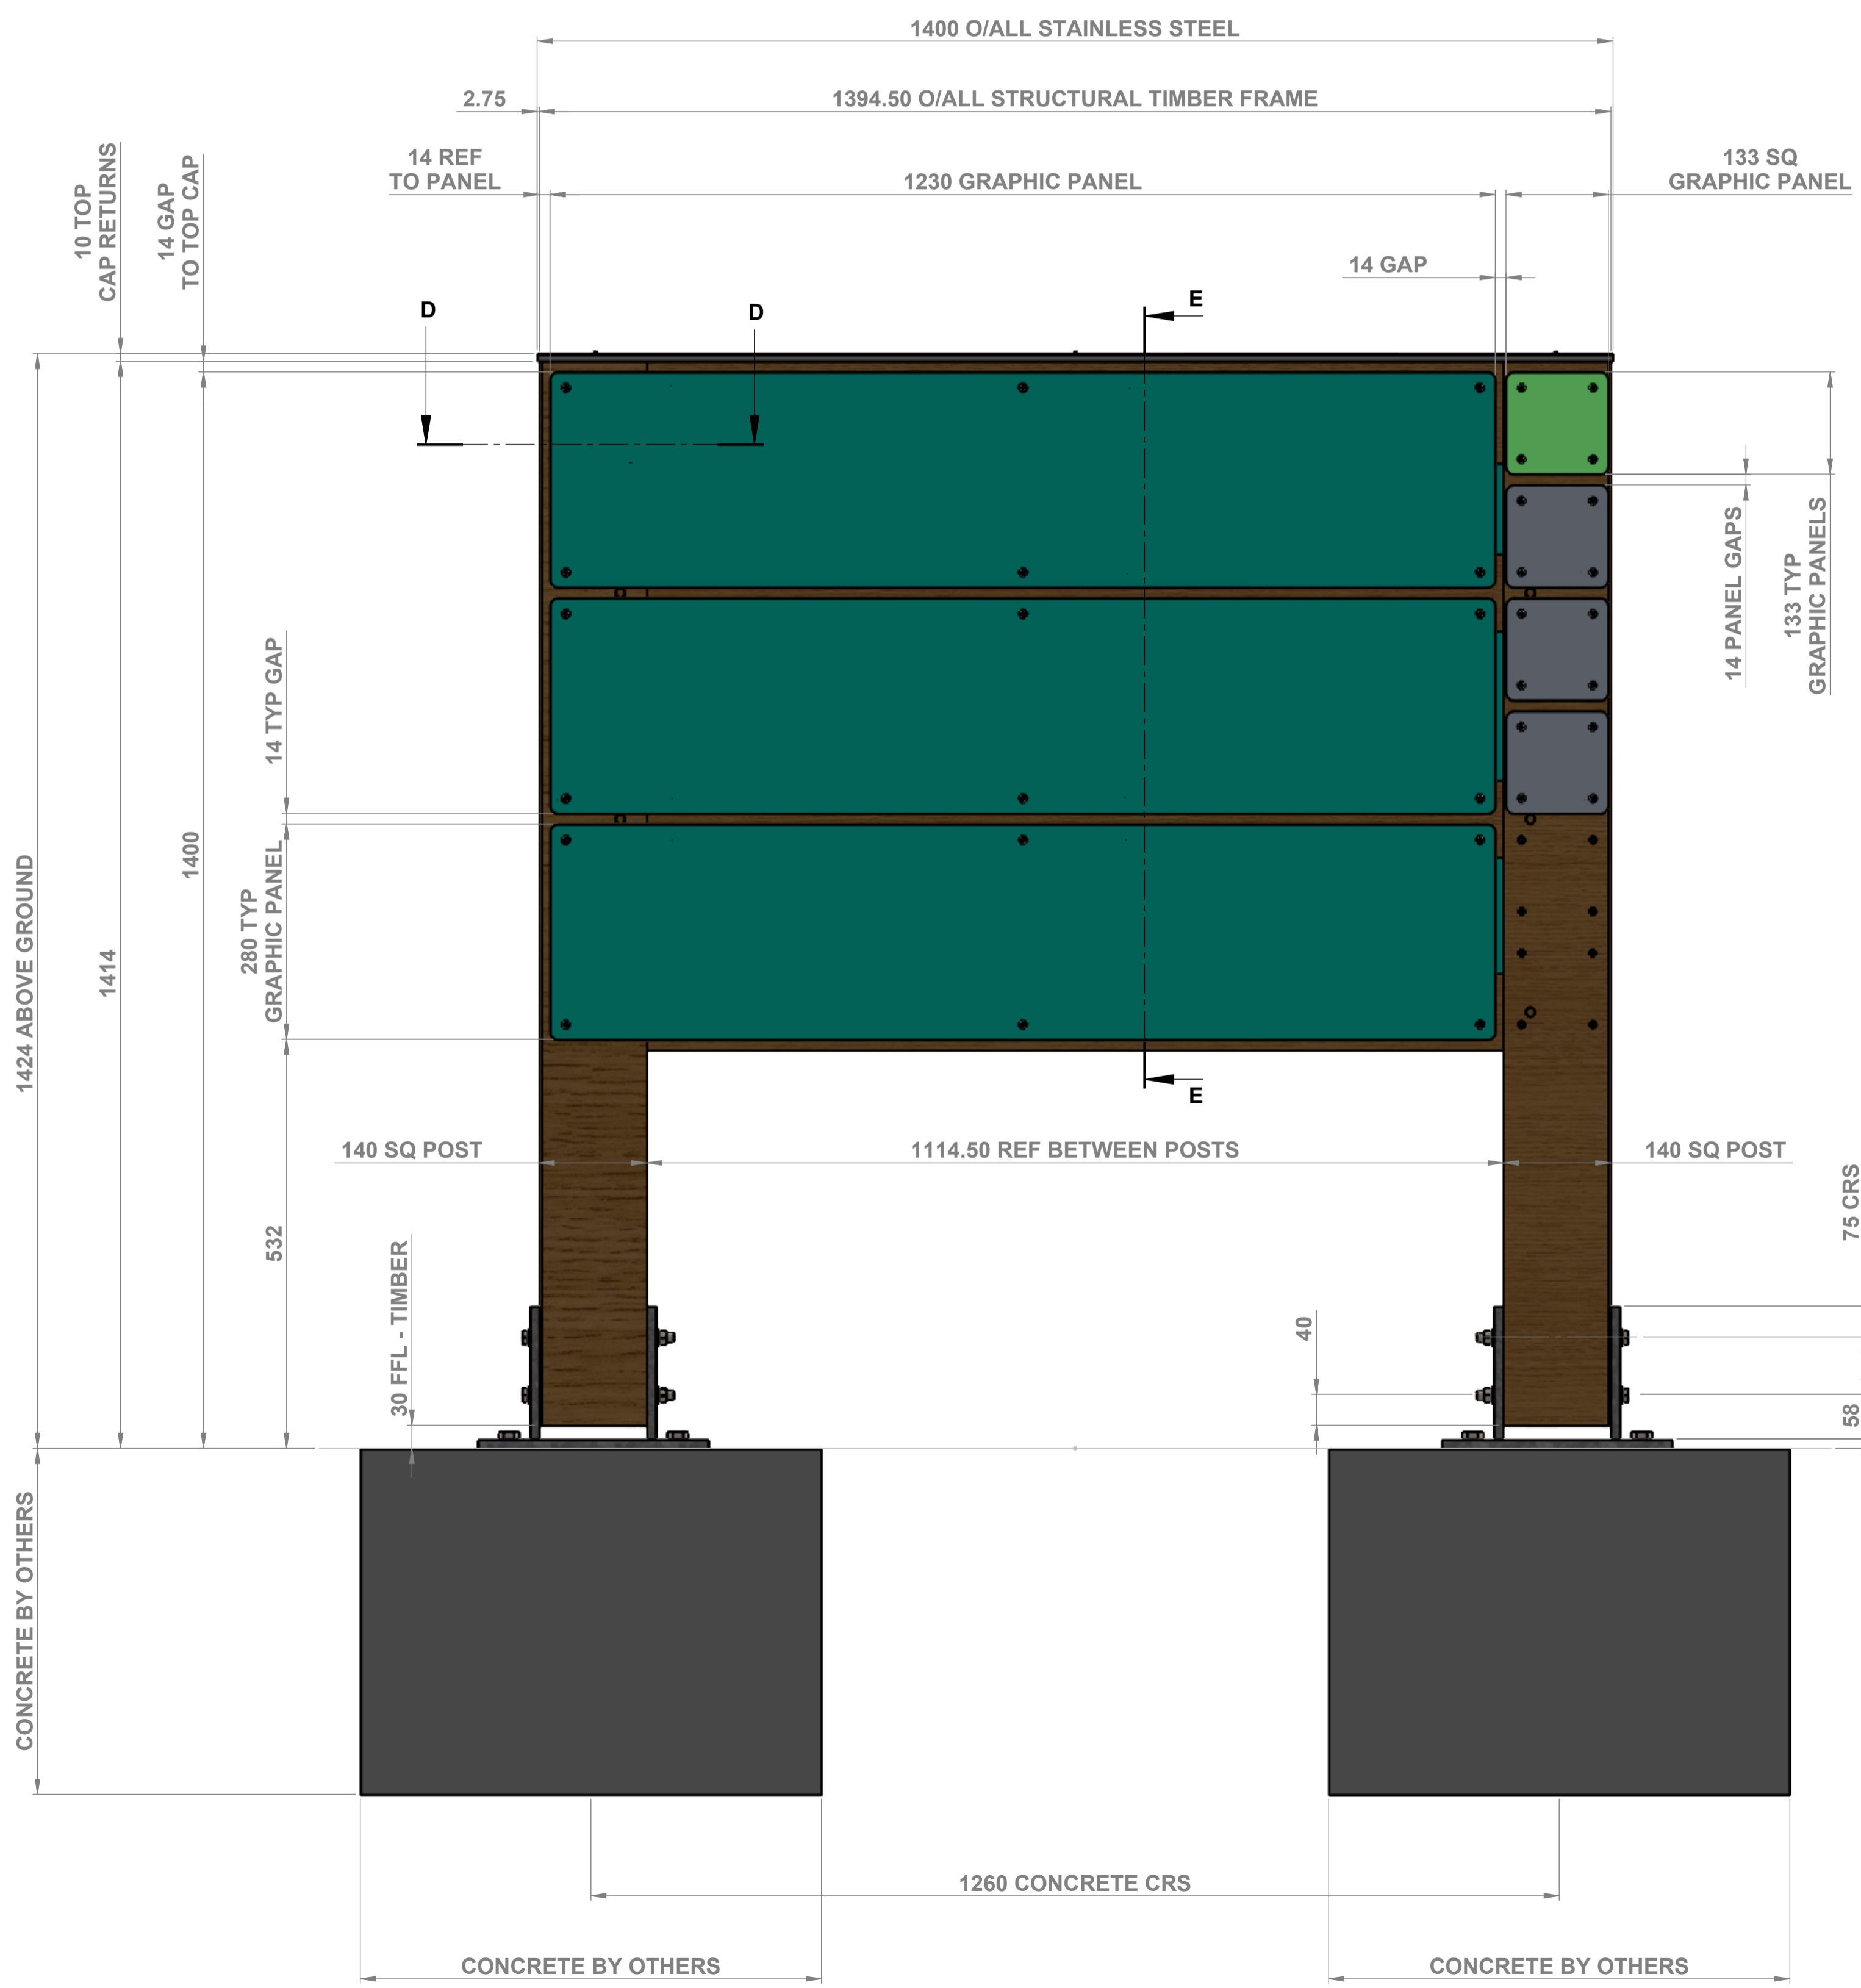 1400 O/ALL STAINLESS STEEL
2.75
1394.50 O/ALL STRUCTURAL TIMBER FRAME
14 REF
TO PANEL
1230 GRAPHIC PANEL
133 SQ
GRAPHIC PANEL
10 TOP
CAP RETURNS
14 GAP
TO TOP CAP
14 GAP
D
D
E
14 PANEL GAPS
133 TYP
GRAPHIC PANELS
14 TYP GAP
1424 ABOVE GROUND
1414
1400
280 TYP
GRAPHIC PANEL
E
140 SQ POST
1114.50 REF BETWEEN POSTS
140 SQ POST
75 CRS
532
30 FFL - TIMBER
40
58
CONCRETE BY OTHERS
1260 CONCRETE CRS
CONCRETE BY OTHERS
CONCRETE BY OTHERS